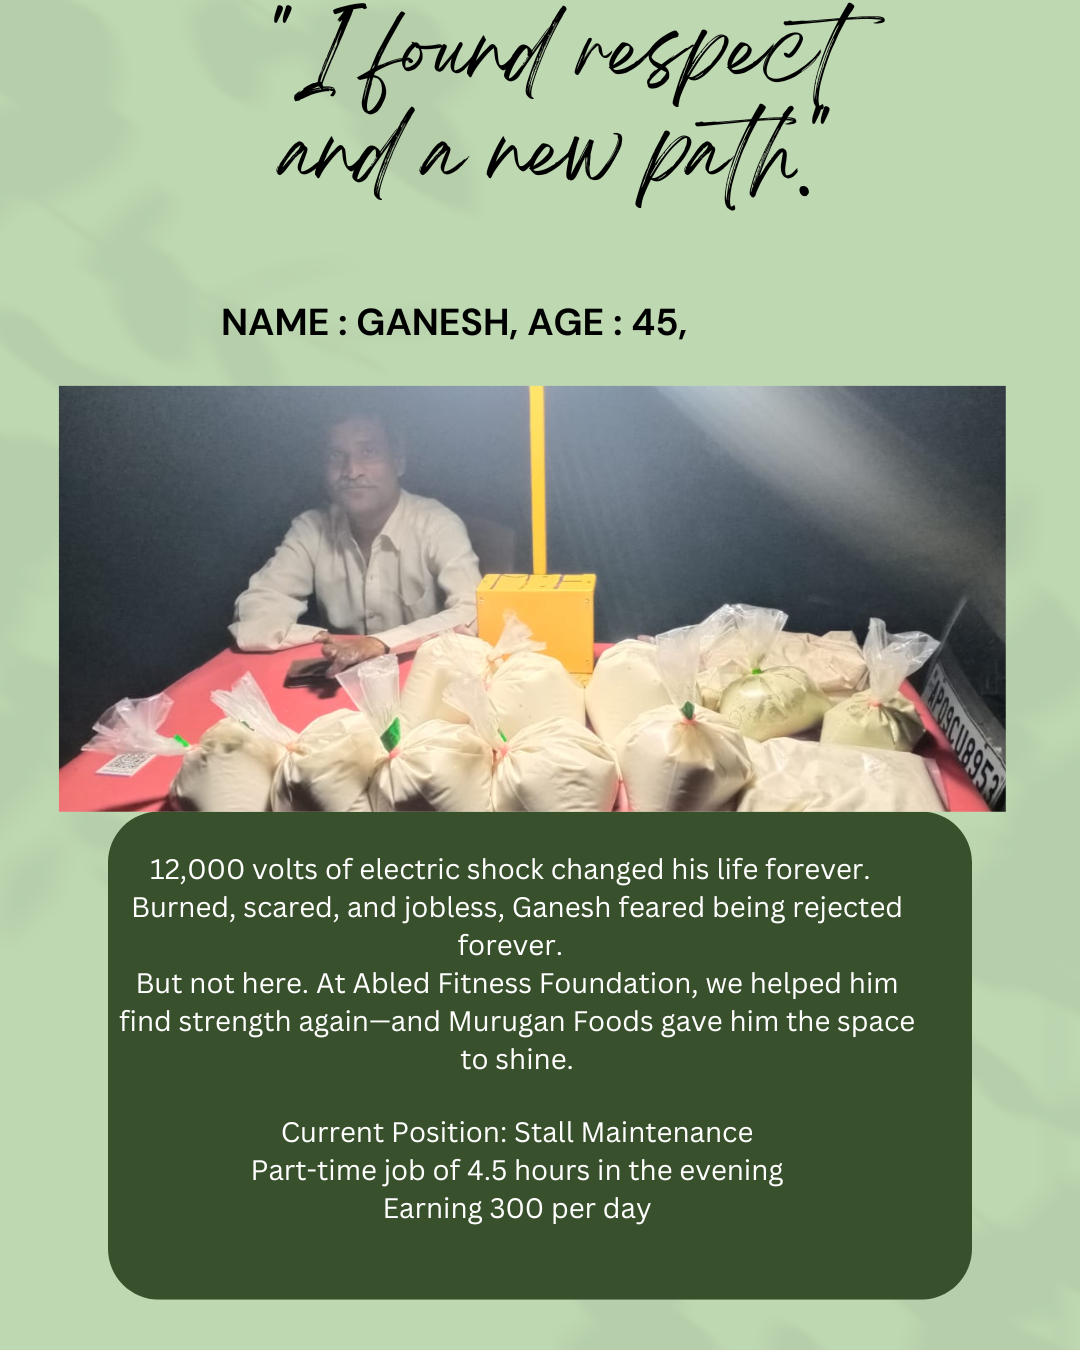 " I found respect
and a new path."
NAME : GANESH, AGE : 45,
AP09CU8953
12,000 volts of electric shock changed his life forever.
Burned, scared, and jobless, Ganesh feared being rejected
forever.
But not here. At Abled Fitness Foundation, we helped him
find strength again—and Murugan Foods gave him the space
to shine.
Current Position: Stall Maintenance
Part-time job of 4.5 hours in the evening
Earning 300 per day